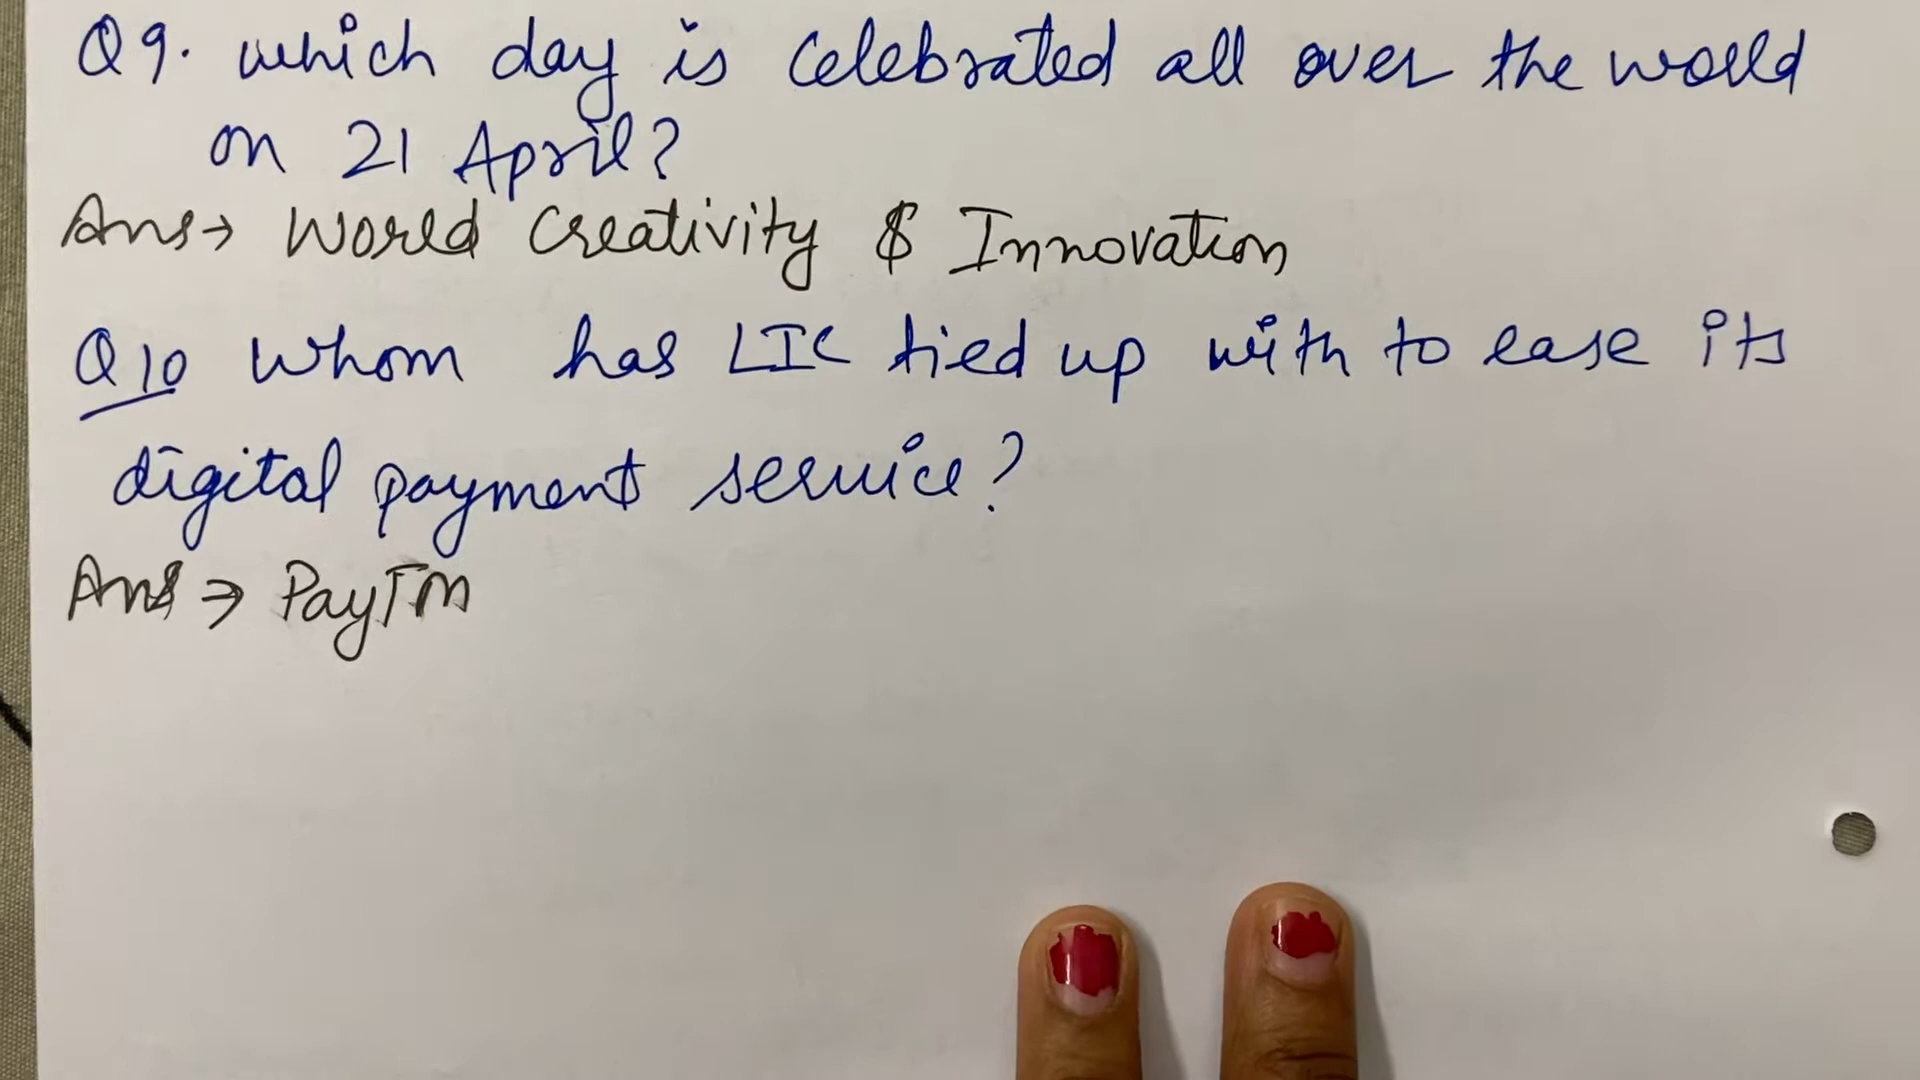 Q9. which day is celebrated all over the world
on 21 April?
Ans→ World Creativity & Innovation
Q10 Whom has LIC tied up with to ease its
digital payment service?
Ans → PayTM